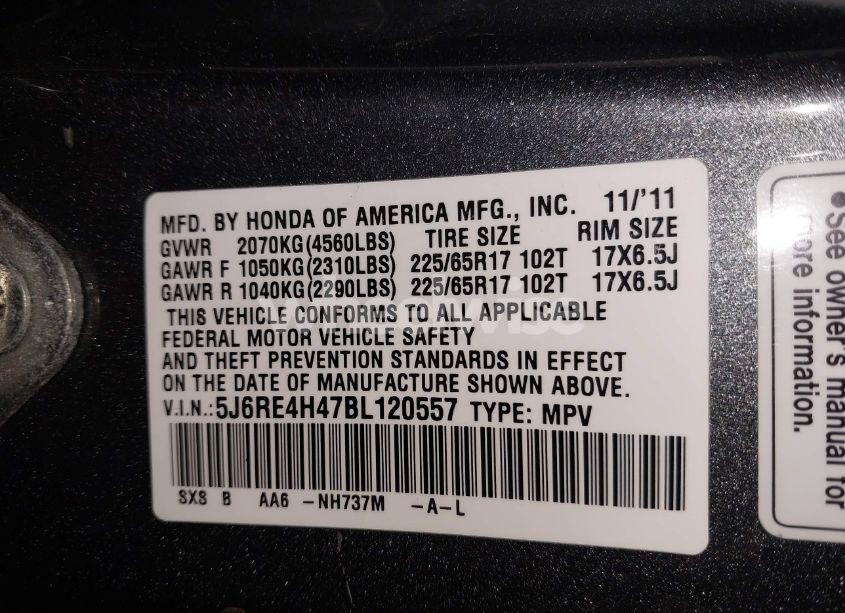 MFD. BY HONDA OF AMERICA MFG., INC. 11/'11
GVWR 2070KG(4560LBS) TIRE SIZE RIM SIZE
GAWR F 1050KG(2310LBS) 225/65R17 102T 17X6.5J
GAWR R 1040KG(2290LBS) 225/65R17 102T 17X6.5J
THIS VEHICLE CONFORMS TO ALL APPLICABLE
FEDERAL MOTOR VEHICLE SAFETY
AND THEFT PREVENTION STANDARDS IN EFFECT
ON THE DATE OF MANUFACTURE SHOWN ABOVE.
V.I.N.:5J6RE4H47BL120557 TYPE: MPV
SXS B AA6 -NH737M -A-L
●See owner's manual for
more information.